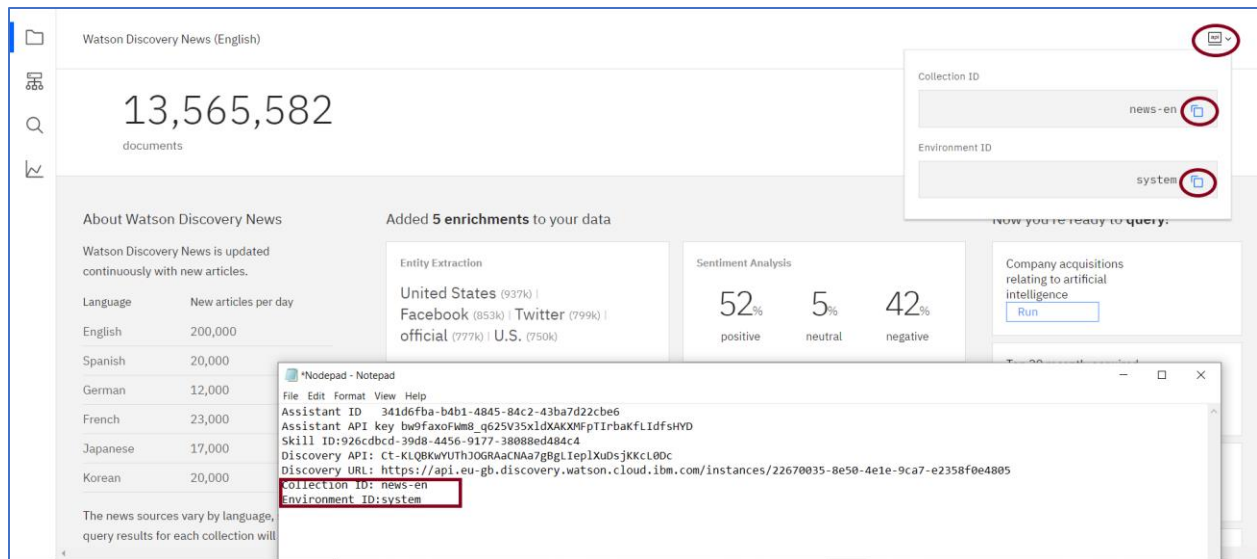 Watson Discovery News (English)
13,565,582
documents
Collection ID
news-en
Environment ID
system
About Watson Discovery News
Watson Discovery News is updated
continuously with new articles.
Language New articles per day
English 200,000
Spanish 20,000
German 12,000
French 23,000
Japanese 17,000
Korean 20,000
The news sources vary by language,
query results for each collection will
Added 5 enrichments to your data
Entity Extraction
United States (937k) |
Facebook (853k) | Twitter (799k) |
official (777k) | U.S. (750k)
Sentiment Analysis
52% 5% 42%
positive neutral negative
Now you're ready to query!
Company acquisitions
relating to artificial
intelligence
Run
*Nodepad - Notepad
File Edit Format View Help
Assistant ID 341d6fba-b4b1-4845-84c2-43ba7d22cbe6
Assistant API key bw9faxoFWm8_q625V35xldXAKXMFpTIrbaKfLIdfsHYD
Skill ID:926cdbcd-39d8-4456-9177-38088ed484c4
Discovery API: Ct-KLQBKwYUThJOGRAaCNAa7gBgLIeplXuDsjKKcL0Dc
Discovery URL: https://api.eu-gb.discovery.watson.cloud.ibm.com/instances/22670035-8e50-4e1e-9ca7-e2358f0e4805
Collection ID: news-en
Environment ID:system